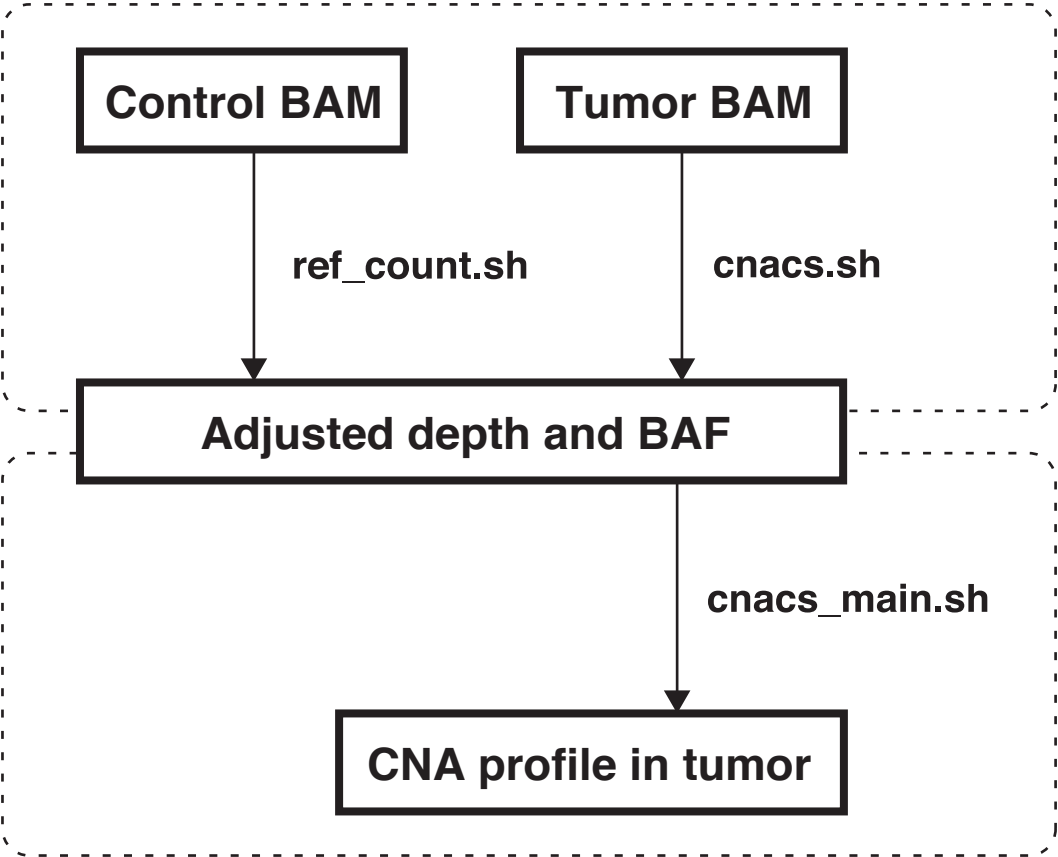 Control BAM
Tumor BAM
ref_count.sh
cnacs.sh
Adjusted depth and BAF
cnacs_main.sh
CNA profile in tumor